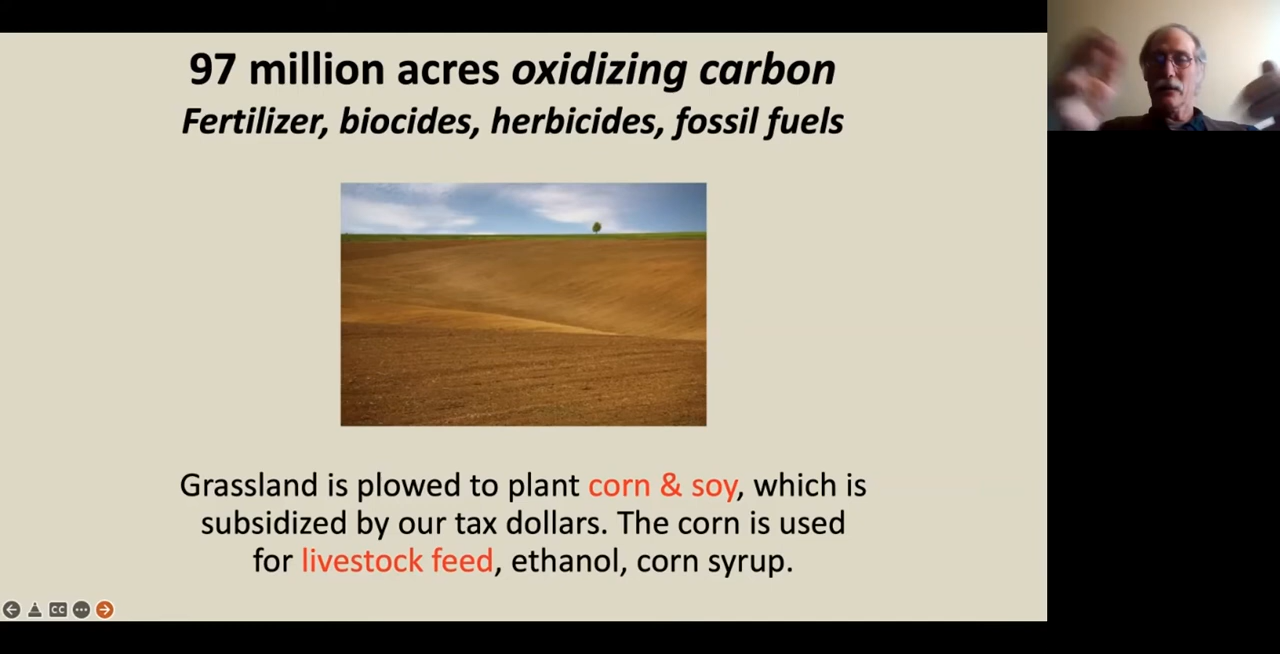 97 million acres oxidizing carbon
Fertilizer, biocides, herbicides, fossil fuels
Grassland is plowed to plant corn & soy, which is
subsidized by our tax dollars. The corn is used
for livestock feed, ethanol, corn syrup.
CC